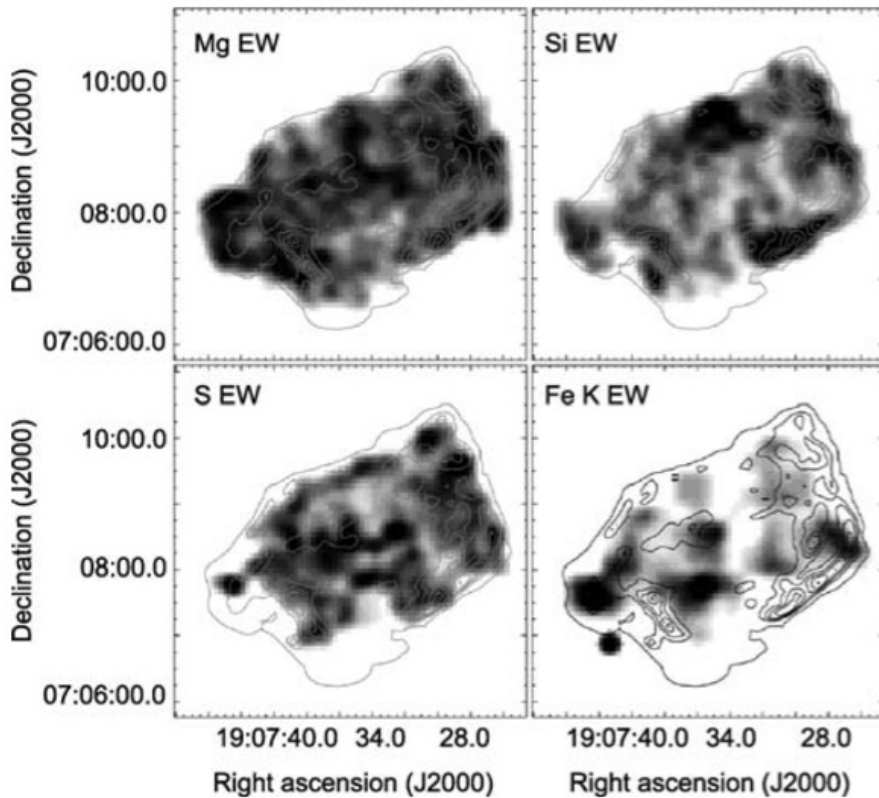 Mg EW
Si EW
10:00.0
08:00.0
07:06:00.0
Declination (J2000)
S EW
Fe K EW
10:00.0
08:00.0
07:06:00.0
Declination (J2000)
19:07:40.0 34.0 28.0
19:07:40.0 34.0 28.0
Right ascension (J2000)
Right ascension (J2000)